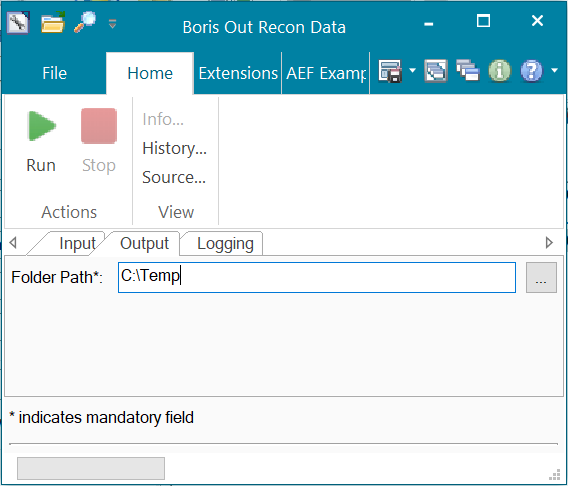 Boris Out Recon Data
File Home Extensions AEF Examp
Run Stop Info...
History...
Source...
Actions View
Input Output Logging
Folder Path*: C:\Temp ...
* indicates mandatory field